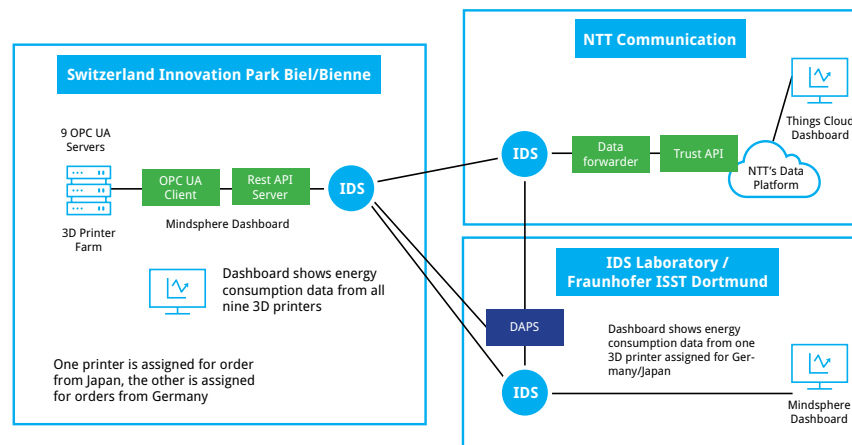 Switzerland Innovation Park Biel/Bienne
9 OPC UA
Servers
3D Printer
Farm
OPC UA
Client
Rest API
Server
IDS
Mindsphere Dashboard
Dashboard shows energy
consumption data from all
nine 3D printers
One printer is assigned for order
from Japan, the other is assigned
for orders from Germany
NTT Communication
IDS
Data
forwarder
Trust API
NTT's Data
Platform
Things Cloud
Dashboard
IDS Laboratory /
Fraunhofer ISST Dortmund
DAPS
IDS
Dashboard shows energy
consumption data from one
3D printer assigned for Ger-
many/Japan
Mindsphere
Dashboard